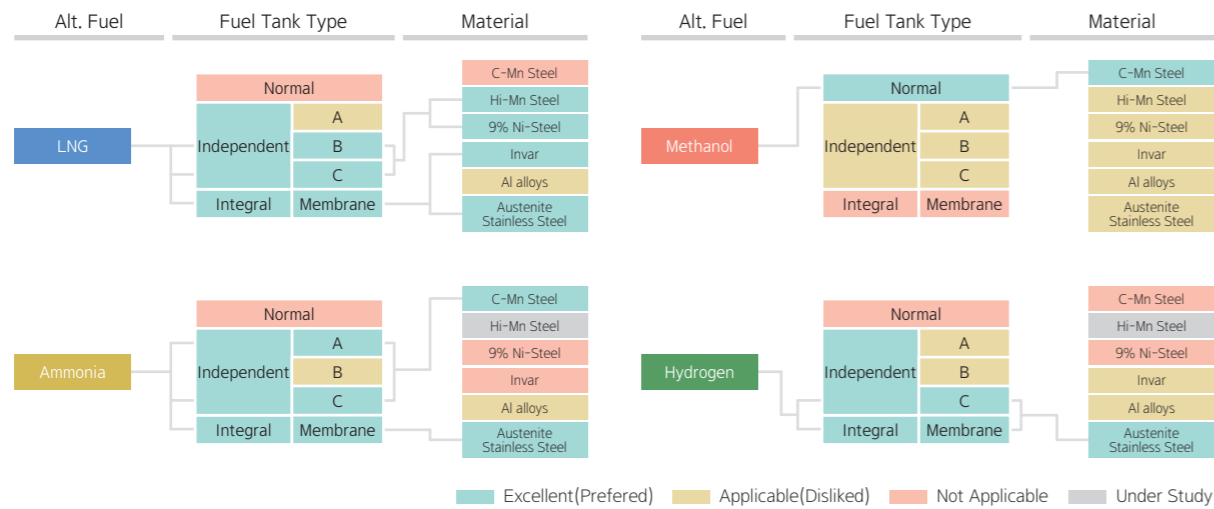 Alt. Fuel
Fuel Tank Type
Material
LNG
Normal
Independent
A
B
C
Integral
Membrane
C-Mn Steel
Hi-Mn Steel
9% Ni-Steel
Invar
Al alloys
Austenite
Stainless Steel
Alt. Fuel
Fuel Tank Type
Material
Methanol
Normal
Independent
A
B
C
Integral
Membrane
C-Mn Steel
Hi-Mn Steel
9% Ni-Steel
Invar
Al alloys
Austenite
Stainless Steel
Ammonia
Normal
Independent
A
B
C
Integral
Membrane
C-Mn Steel
Hi-Mn Steel
9% Ni-Steel
Invar
Al alloys
Austenite
Stainless Steel
Hydrogen
Normal
Independent
A
B
C
Integral
Membrane
C-Mn Steel
Hi-Mn Steel
9% Ni-Steel
Invar
Al alloys
Austenite
Stainless Steel
Excellent(Prefered)
Applicable(Disliked)
Not Applicable
Under Study